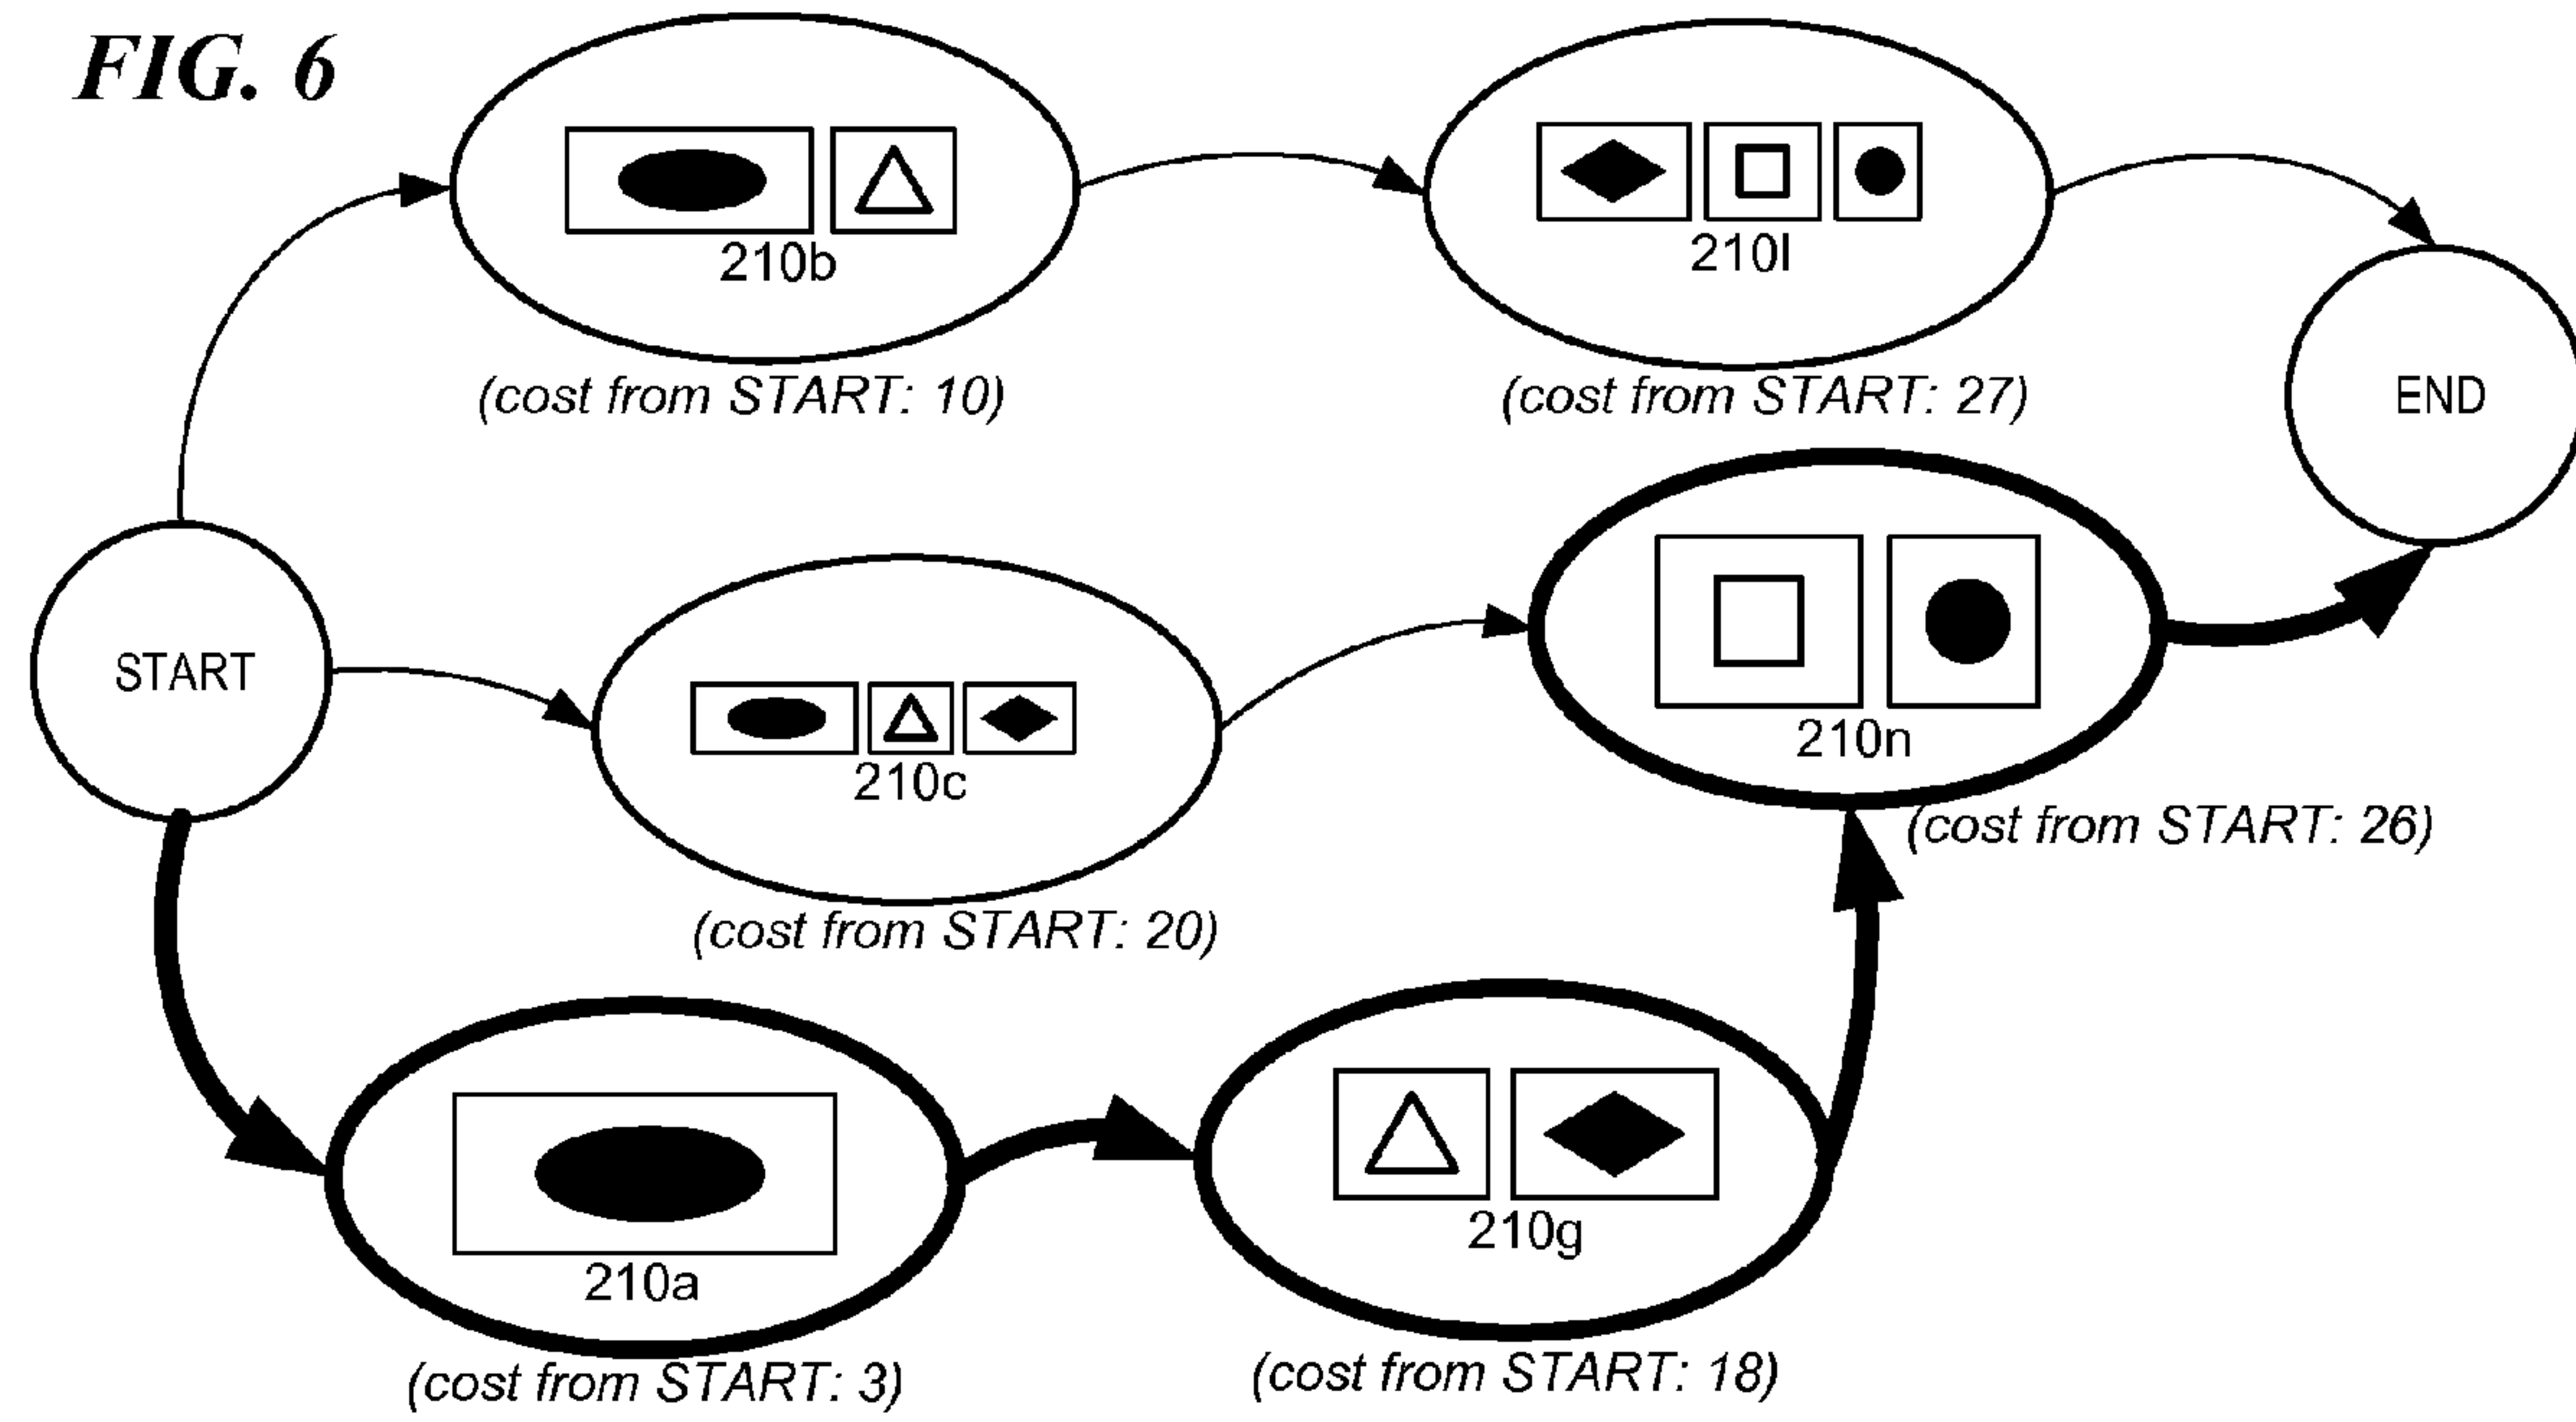 FIG. 6
210b
(cost from START: 10)
210l
(cost from START: 27)
END
START
210c
(cost from START: 20)
210n
(cost from START: 26)
210a
(cost from START: 3)
210g
(cost from START: 18)